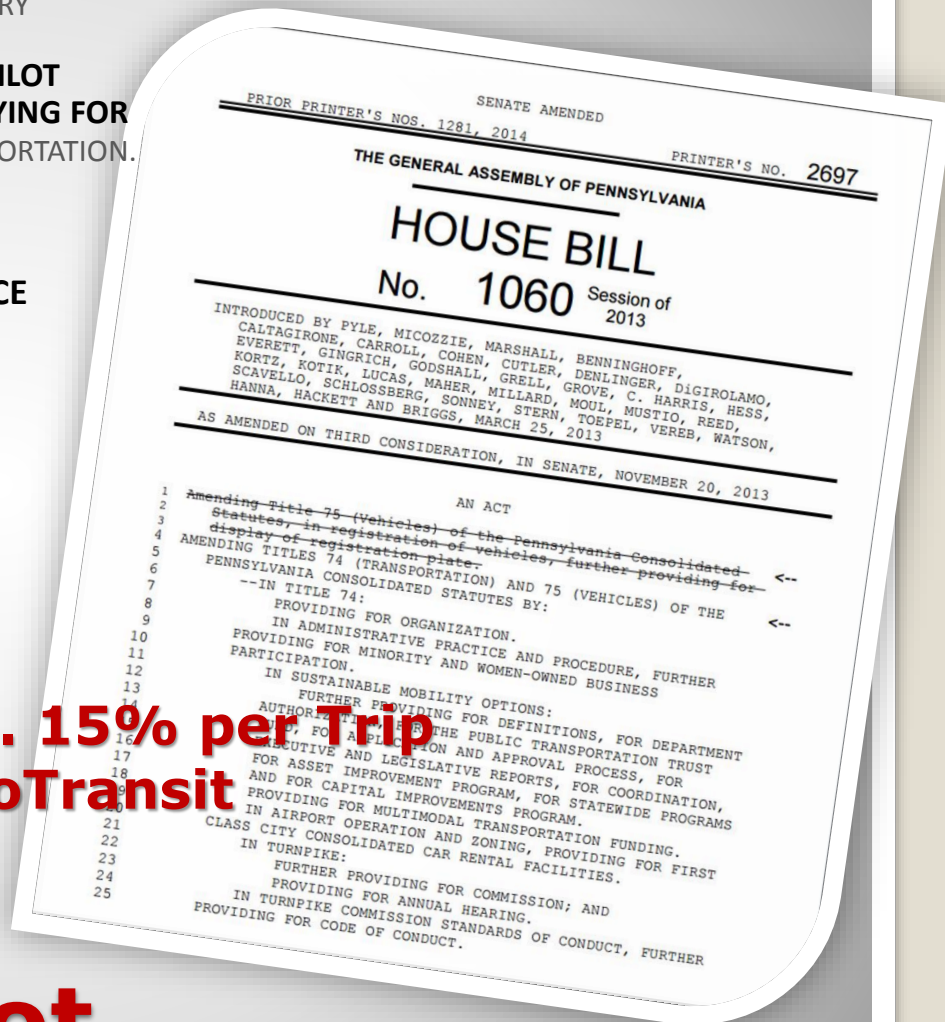 RY
ILOT
YING FOR
ORTATION.
CE
SENATE AMENDED
PRIOR PRINTER'S NOS. 1281, 2014
PRINTER'S NO. 2697
THE GENERAL ASSEMBLY OF PENNSYLVANIA
HOUSE BILL
No. 1060 Session of
2013
INTRODUCED BY PYLE, MICOZZIE, MARSHALL, BENNINGHOFF,
CALTAGIRONE, CARROLL, COHEN, CUTLER, DENLINGER, DiGIROLAMO,
EVERETT, GINGRICH, GODSHALL, GRELL, GROVE, C. HARRIS, HESS,
KORTZ, KOTIK, LUCAS, MAHER, MILLARD, MOUL, MUSTIO, REED,
SCAVELLO, SCHLOSSBERG, SONNEY, STERN, TOEPEL, VEREB, WATSON,
HANNA, HACKETT AND BRIGGS, MARCH 25, 2013
AS AMENDED ON THIRD CONSIDERATION, IN SENATE, NOVEMBER 20, 2013
AN ACT
1 Amending Title 75 (Vehicles) of the Pennsylvania Consolidated <--
2 Statutes, in registration of vehicles, further providing for
3 display of registration plate.
4 AMENDING TITLES 74 (TRANSPORTATION) AND 75 (VEHICLES) OF THE <--
5 PENNSYLVANIA CONSOLIDATED STATUTES BY:
6 --IN TITLE 74:
7 PROVIDING FOR ORGANIZATION.
8 IN ADMINISTRATIVE PRACTICE AND PROCEDURE, FURTHER
9 PROVIDING FOR MINORITY AND WOMEN-OWNED BUSINESS
10 PARTICIPATION.
11 IN SUSTAINABLE MOBILITY OPTIONS:
12 FURTHER PROVIDING FOR DEFINITIONS, FOR DEPARTMENT
13 AUTHORIZATION, FOR THE PUBLIC TRANSPORTATION TRUST
14 FUND, FOR APPLICATION AND APPROVAL PROCESS, FOR
15 EXECUTIVE AND LEGISLATIVE REPORTS, FOR COORDINATION,
16 FOR ASSET IMPROVEMENT PROGRAM, FOR STATEWIDE PROGRAMS
17 AND FOR CAPITAL IMPROVEMENTS PROGRAM.
18 PROVIDING FOR MULTIMODAL TRANSPORTATION FUNDING.
19 IN AIRPORT OPERATION AND ZONING, PROVIDING FOR FIRST
20 CLASS CITY CONSOLIDATED CAR RENTAL FACILITIES.
21 IN TURNPIKE:
22 FURTHER PROVIDING FOR COMMISSION; AND
23 PROVIDING FOR ANNUAL HEARING.
24 IN TURNPIKE COMMISSION STANDARDS OF CONDUCT, FURTHER
25 PROVIDING FOR CODE OF CONDUCT.
. 15% per Trip
oTransit
ot